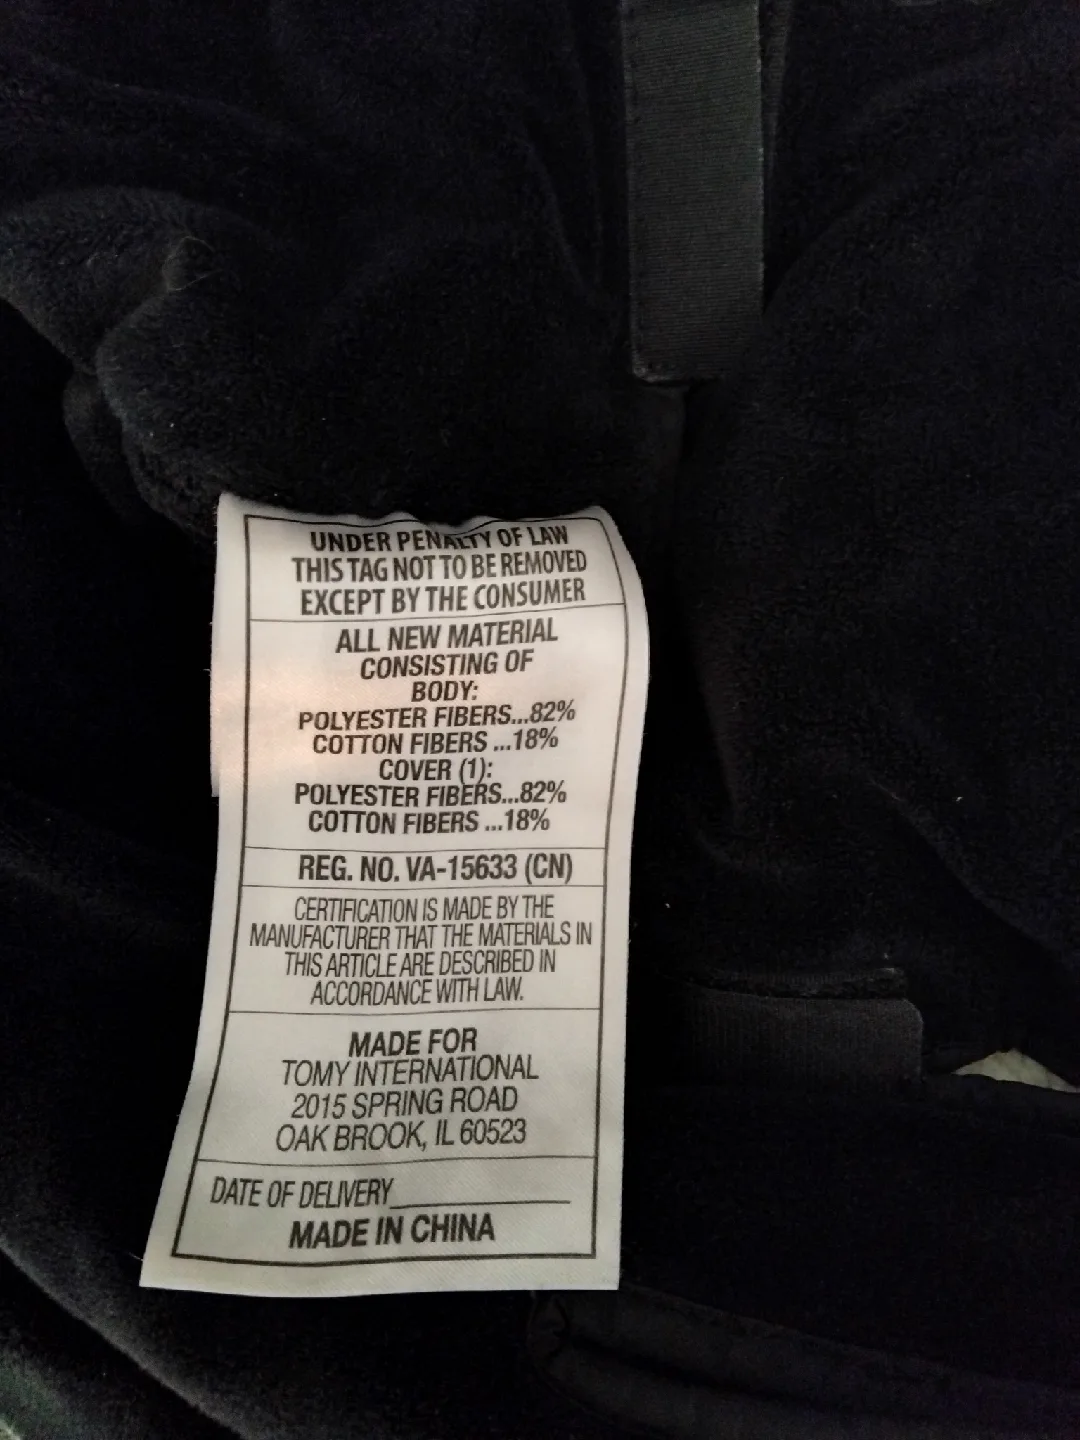 UNDER PENALTY OF LAW
THIS TAG NOT TO BE REMOVED
EXCEPT BY THE CONSUMER
ALL NEW MATERIAL
CONSISTING OF
BODY:
POLYESTER FIBERS...82%
COTTON FIBERS ...18%
COVER (1):
POLYESTER FIBERS...82%
COTTON FIBERS ...18%
REG. NO. VA-15633 (CN)
CERTIFICATION IS MADE BY THE
MANUFACTURER THAT THE MATERIALS IN
THIS ARTICLE ARE DESCRIBED IN
ACCORDANCE WITH LAW.
MADE FOR
TOMY INTERNATIONAL
2015 SPRING ROAD
OAK BROOK, IL 60523
DATE OF DELIVERY
MADE IN CHINA